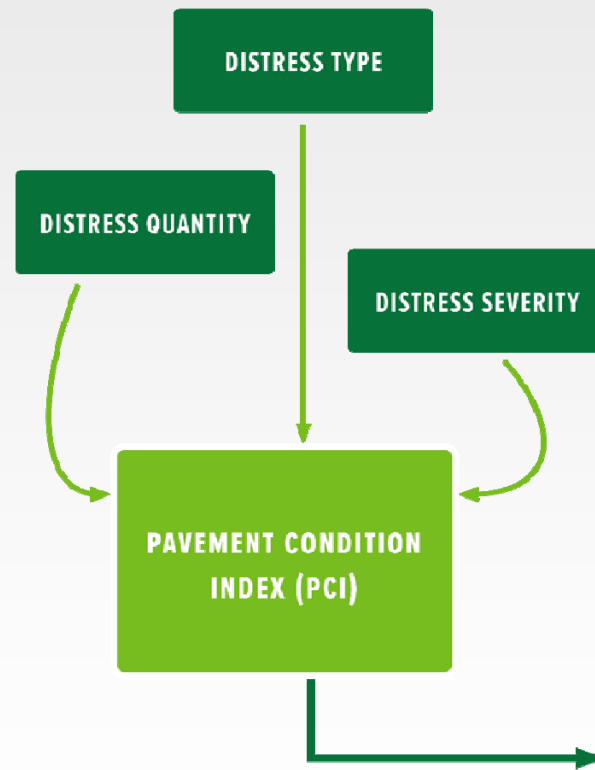 DISTRESS TYPE
DISTRESS QUANTITY
DISTRESS SEVERITY
PAVEMENT CONDITION
INDEX (PCI)